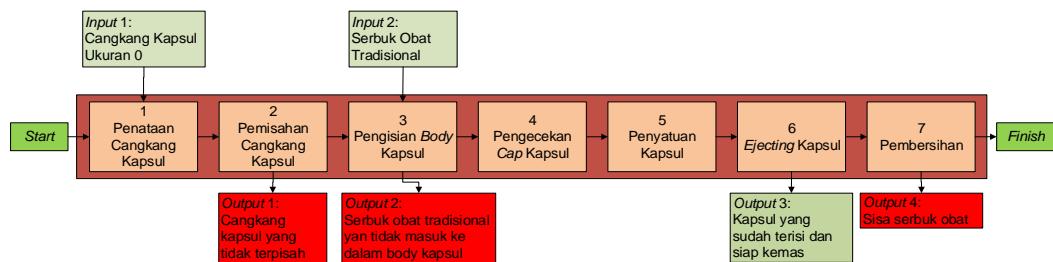 Input 1:
Cangkang Kapsul
Ukuran 0
Input 2:
Serbuk Obat
Tradisional
Start
1
Penataan
Cangkang
Kapsul
2
Pemisahan
Cangkang
Kapsul
3
Pengisian Body
Kapsul
4
Pengecekan
Cap Kapsul
5
Penyatuan
Kapsul
6
Ejecting Kapsul
7
Pembersihan
Finish
Output 1:
Cangkang
kapsul yang
tidak terpisah
Output 2:
Serbuk obat tradisional
yan tidak masuk ke
dalam body kapsul
Output 3:
Kapsul yang
sudah terisi dan
siap kemas
Output 4:
Sisa serbuk obat